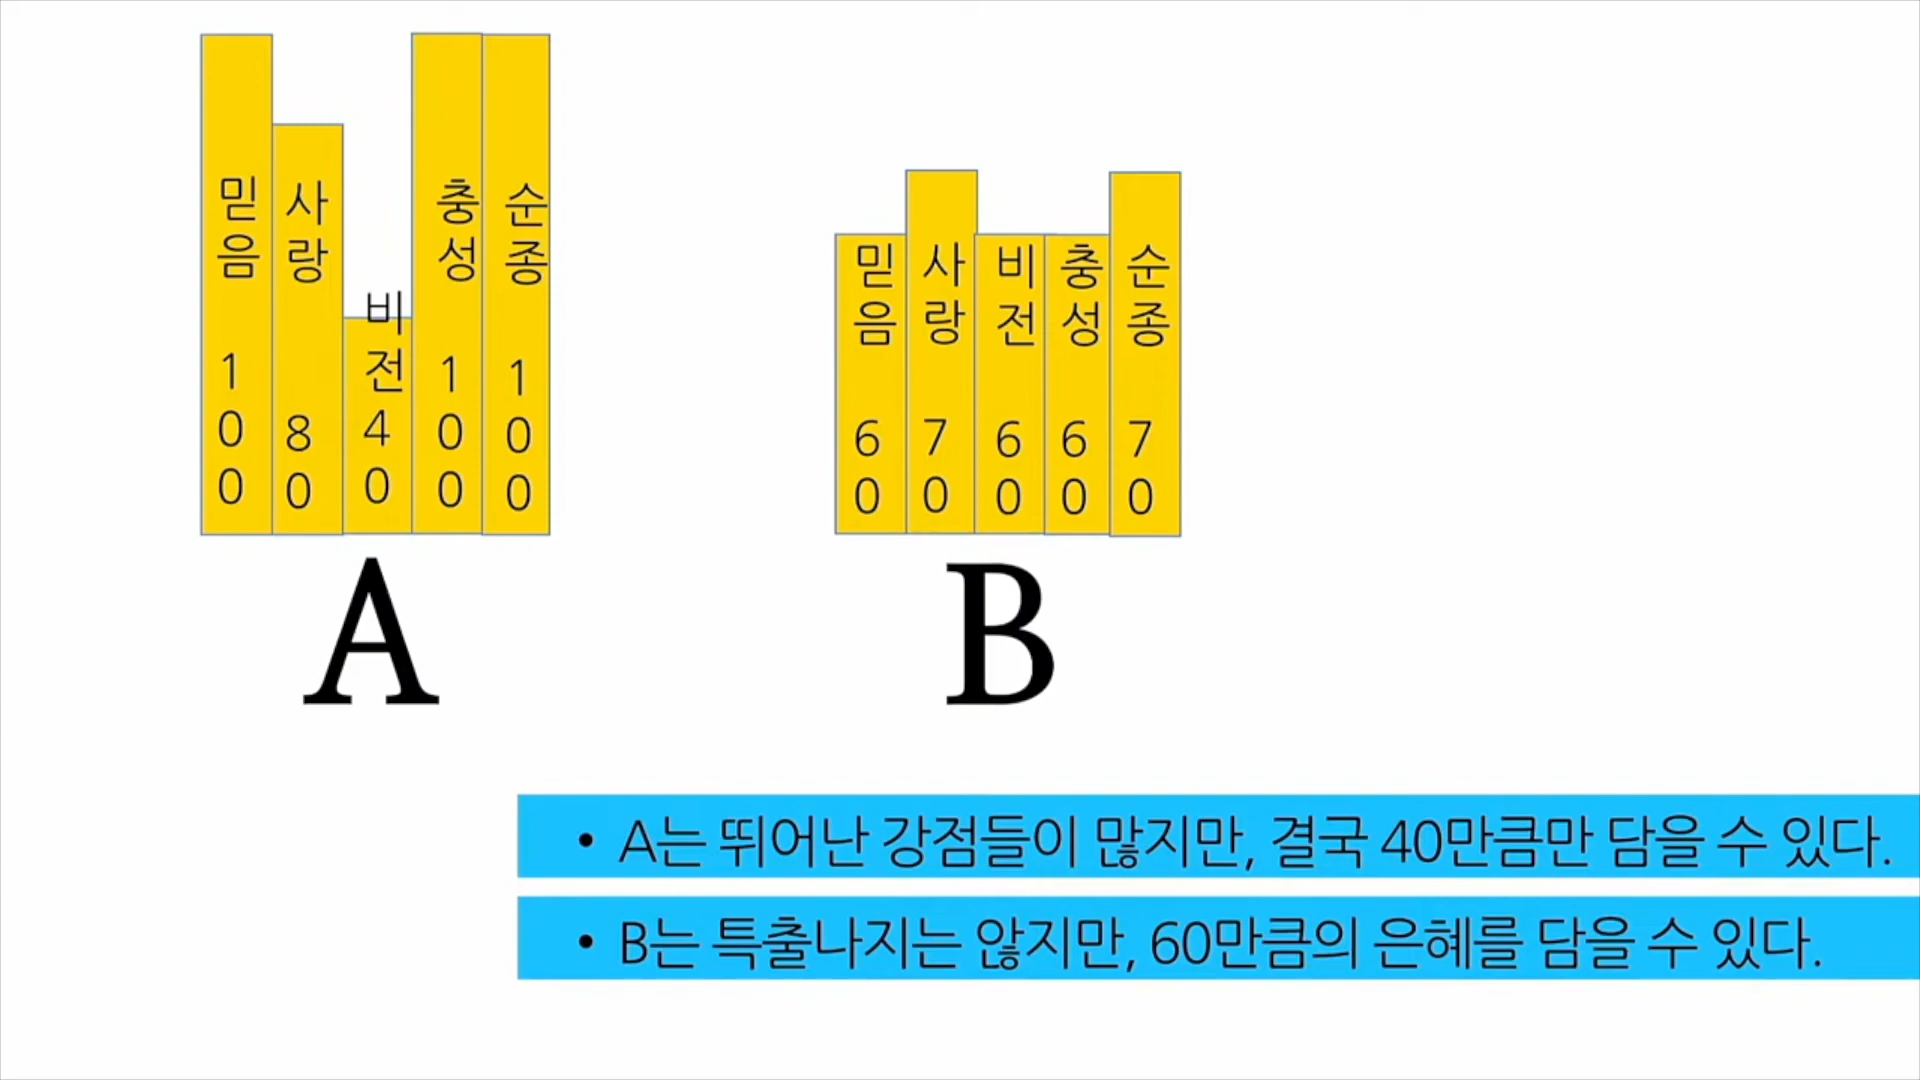 믿음 100
사랑 80
비전 40
충성 100
순종 100
A
믿음 60
사랑 70
비전 60
충성 60
순종 70
B
• A는 뛰어난 강점들이 많지만, 결국 40만큼만 담을 수 있다.
• B는 특출나지는 않지만, 60만큼의 은혜를 담을 수 있다.